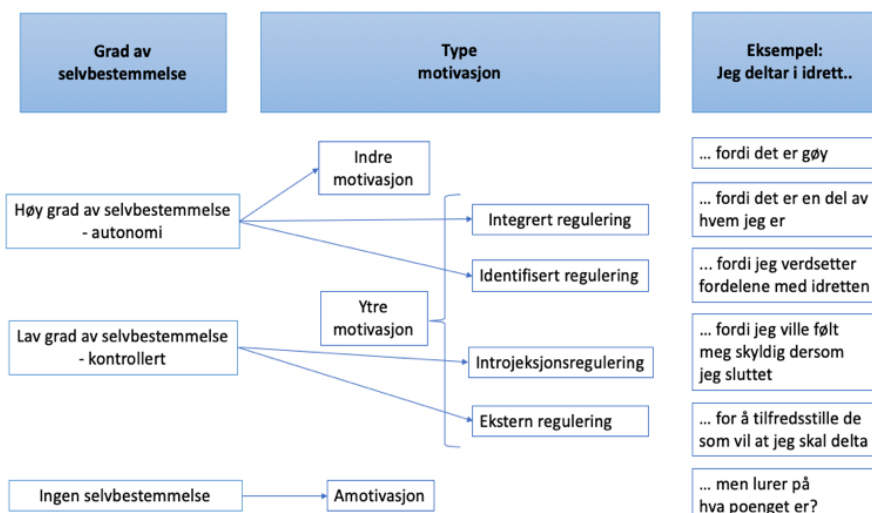 Grad av
selvbestemmelse
Type
motivasjon
Eksempel:
Jeg deltar i idrett..
Indre
motivasjon
... fordi det er gøy
Høy grad av selvbestemmelse
- autonomi
Integrert regulering
... fordi det er en del av
hvem jeg er
Identifisert regulering
... fordi jeg verdsetter
fordelene med idretten
Ytre
motivasjon
Lav grad av selvbestemmelse
- kontrollert
Introjeksjonsregulering
... fordi jeg ville følt
meg skyldig dersom
jeg sluttet
Ekstern regulering
... for å tilfredsstille de
som vil at jeg skal delta
Ingen selvbestemmelse
Amotivasjon
... men lurer på
hva poenget er?